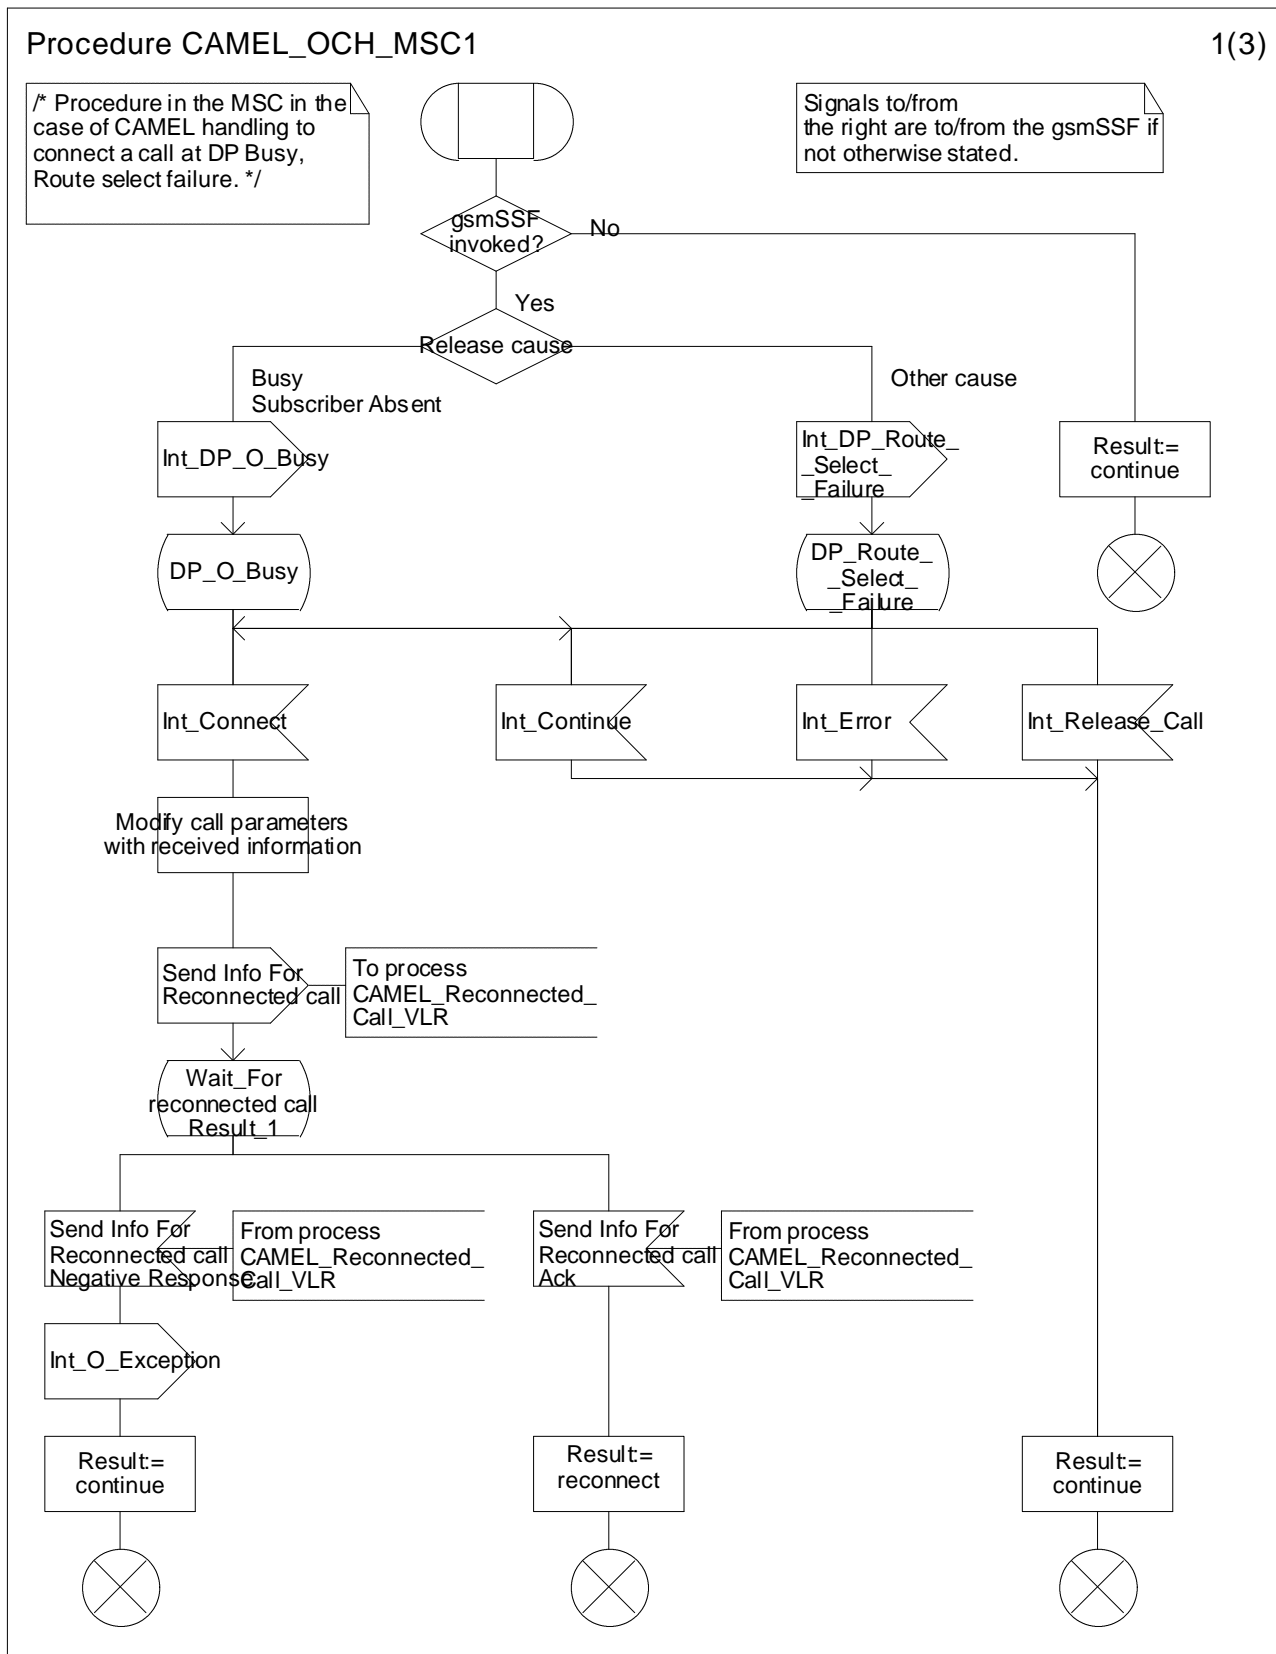 Procedure CAMEL_OCH_MSC1
1(3)
/* Procedure in the MSC in the
case of CAMEL handling to
connect a call at DP Busy,
Route select failure. */
Signals to/from
the right are to/from the gsmSSF if
not otherwise stated.
gsmSSF
invoked?
No
Yes
Release cause
Busy
Subscriber Absent
Other cause
Int_DP_O_Busy
Int_DP_Route_
_Select_
_Failure
Result:=
continue
DP_O_Busy
DP_Route_
_Select_
_Failure
Int_Connect
Int_Continue
Int_Error
Int_Release_Call
Modify call parameters
with received information
Send Info For
Reconnected call
To process
CAMEL_Reconnected_
Call_VLR
Wait_For
reconnected call
Result_1
Send Info For
Reconnected call
Negative Response
From process
CAMEL_Reconnected_
Call_VLR
Send Info For
Reconnected call
Ack
From process
CAMEL_Reconnected_
Call_VLR
Int_O_Exception
Result:=
continue
Result:=
reconnect
Result:=
continue